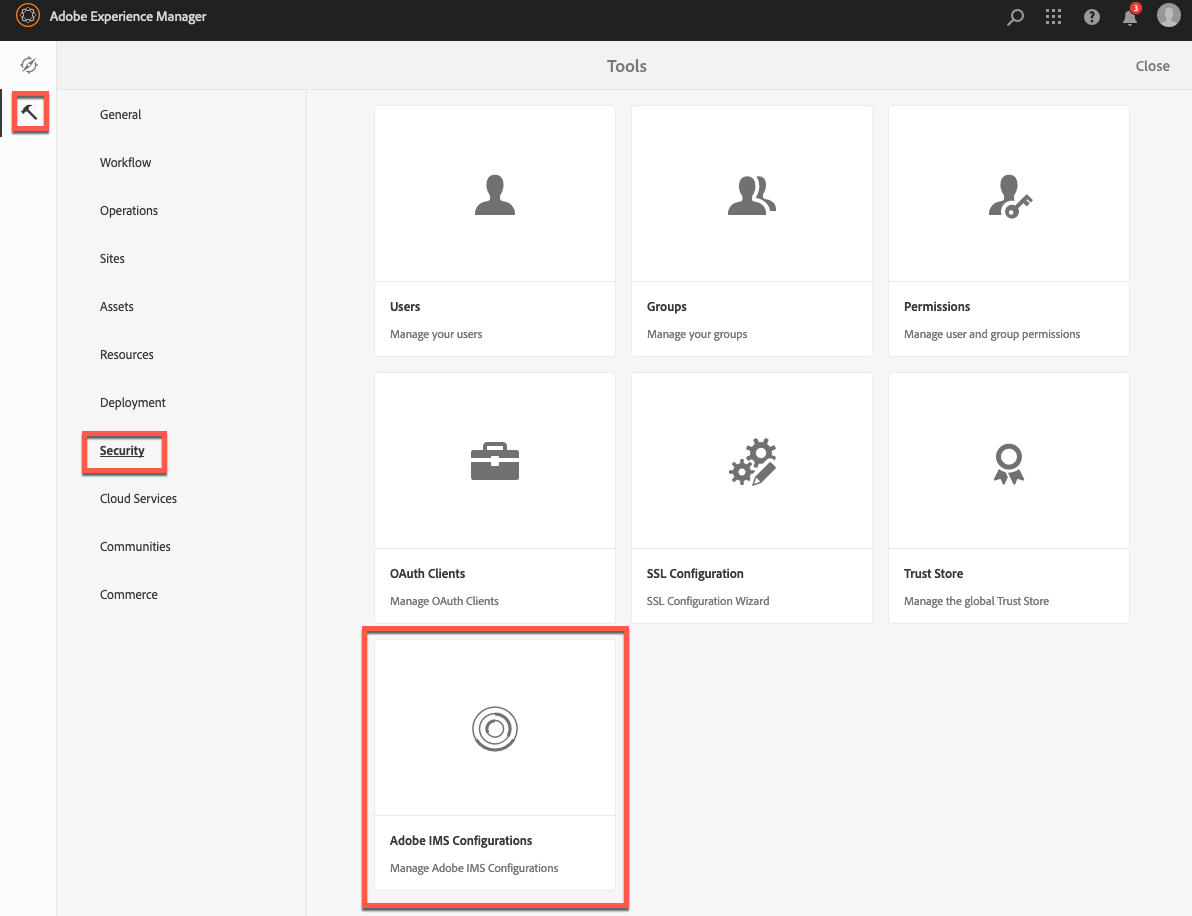 Adobe Experience Manager
3
Tools
Close
General
Workflow
Operations
Sites
Assets
Resources
Deployment
Security
Cloud Services
Communities
Commerce
Users
Manage your users
Groups
Manage your groups
Permissions
Manage user and group permissions
OAuth Clients
Manage OAuth Clients
SSL Configuration
SSL Configuration Wizard
Trust Store
Manage the global Trust Store
Adobe IMS Configurations
Manage Adobe IMS Configurations